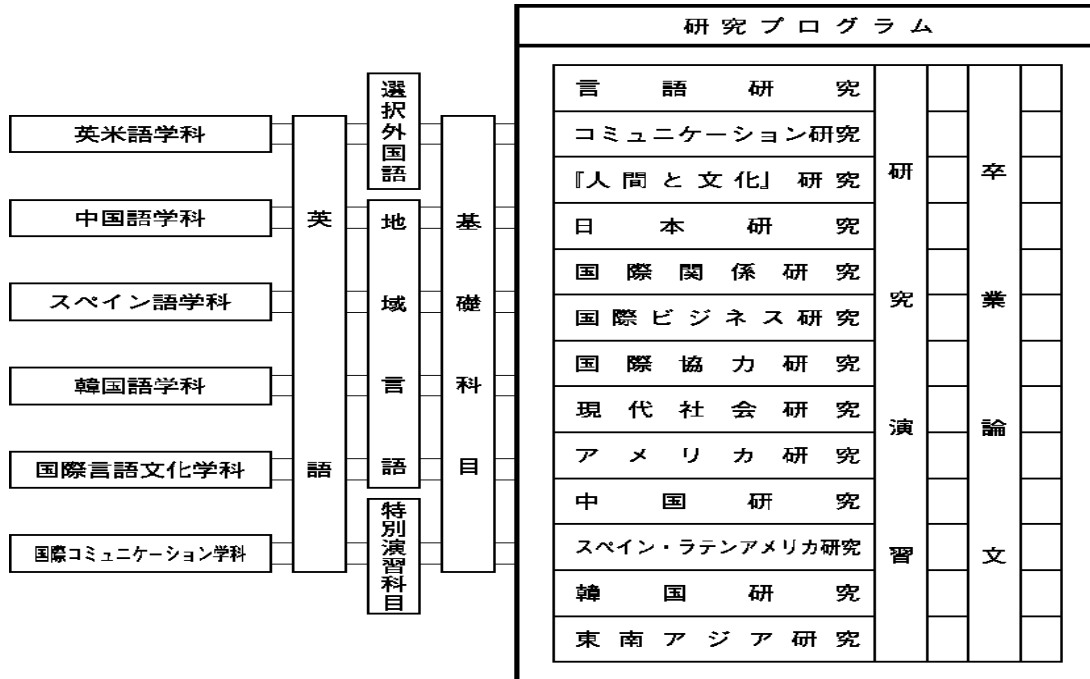 研究プログラム
英米語学科
中国語学科
スペイン語学科
韓国語学科
国際言語文化学科
国際コミュニケーション学科
英語
選択外国語
地域言語
特別演習科目
基礎科目
言語研究
コミュニケーション研究
『人間と文化』研究
日本研究
国際関係研究
国際ビジネス研究
国際協力研究
現代社会研究
アメリカ研究
中国研究
スペイン・ラテンアメリカ研究
韓国研究
東南アジア研究
研究演習
卒業論文